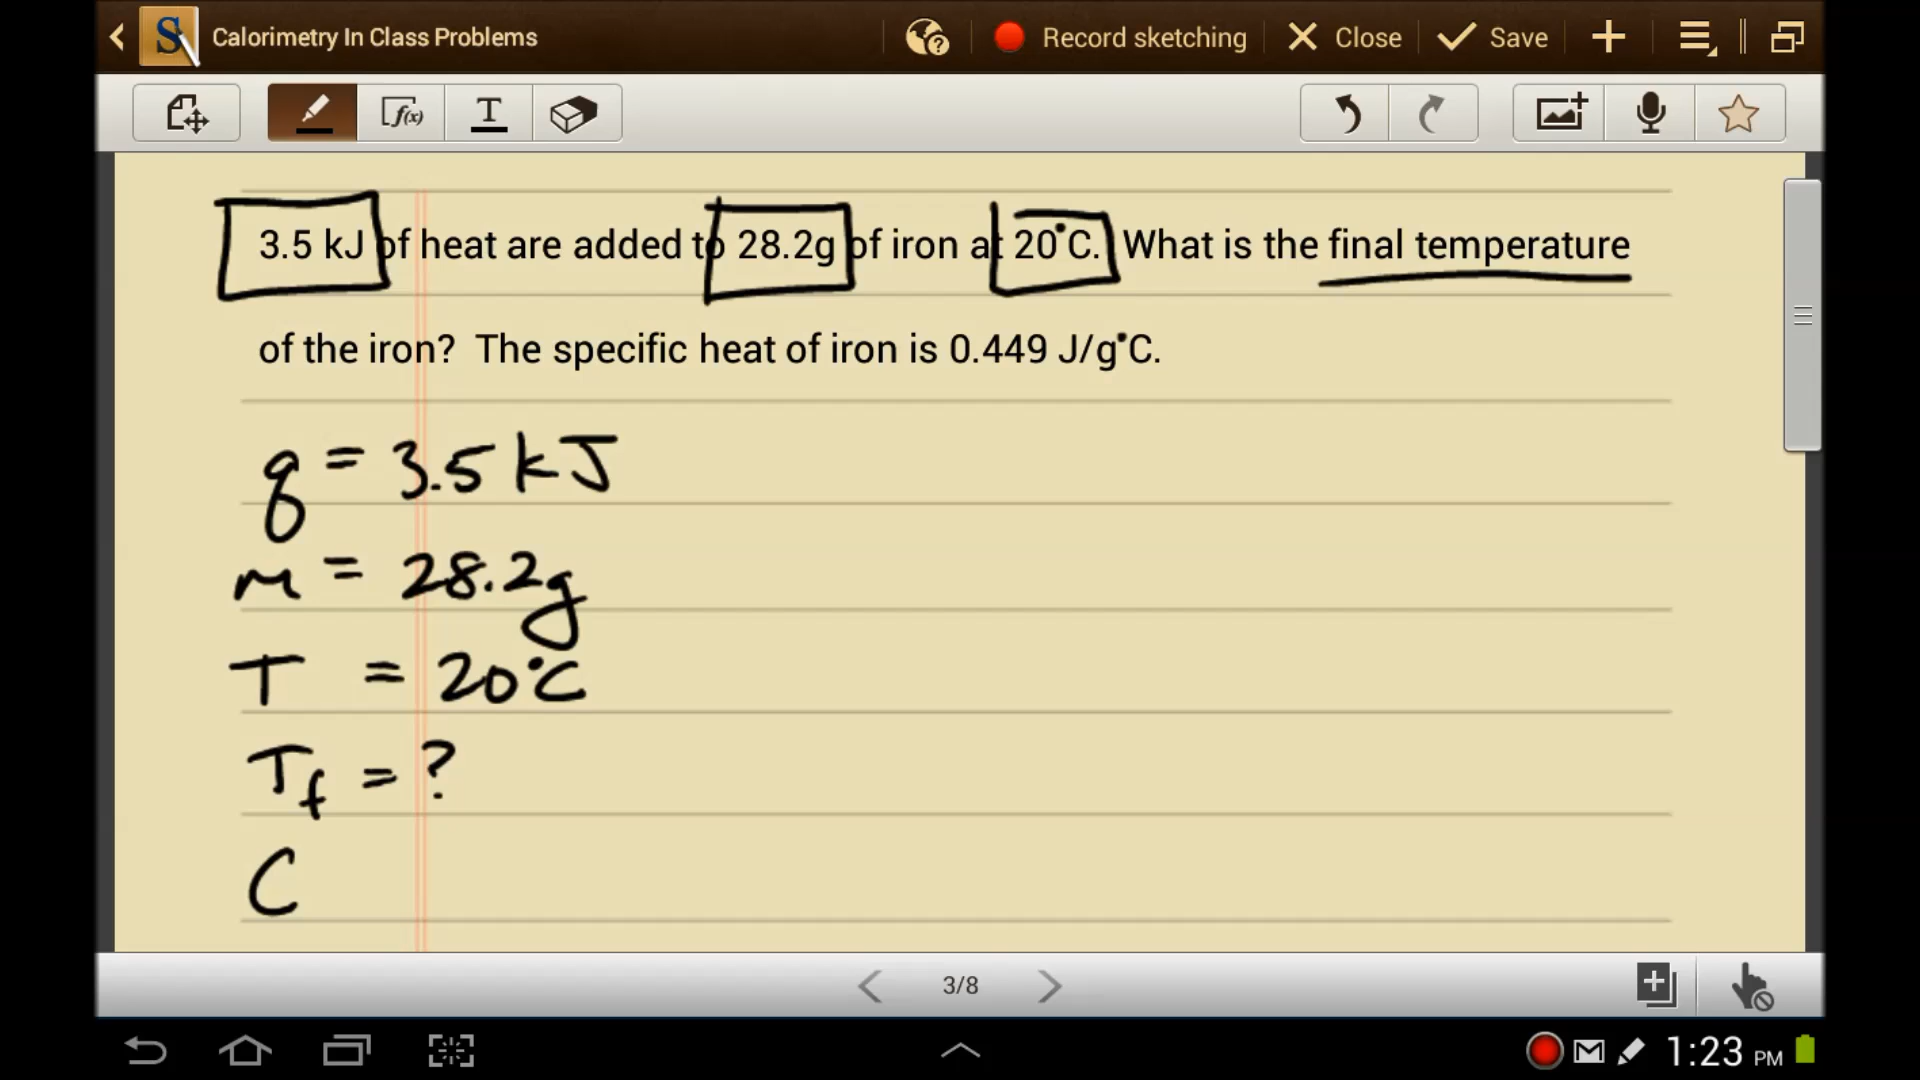 Calorimetry In Class Problems
Record sketching
Close
Save
f(x)
T
3.5 kJ of heat are added to 28.2g of iron at 20°C. What is the final temperature
of the iron? The specific heat of iron is 0.449 J/g°C.
q = 3.5 kJ
m = 28.2g
T = 20°C
Tf = ?
C
3/8
1:23 PM